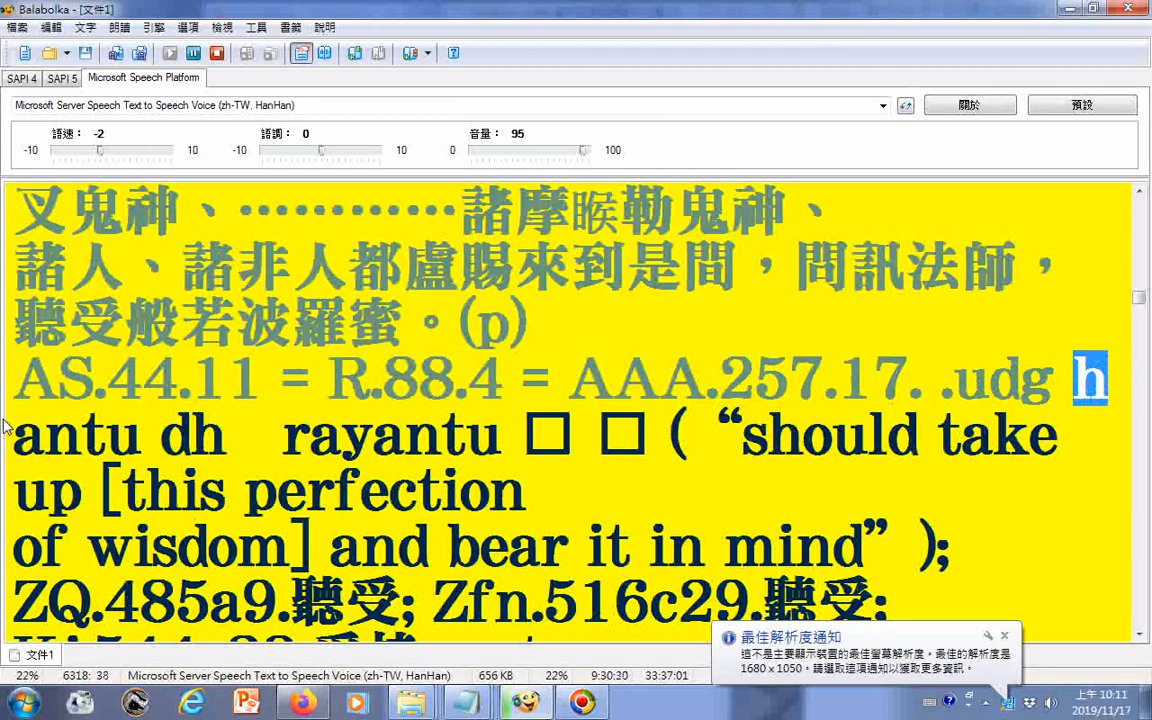 Balabolka - [文件1]
檔案 編輯 文字 朗讀 引擎 選項 檢視 工具 書籤 說明
SAPI 4 SAPI 5 Microsoft Speech Platform
Microsoft Server Speech Text to Speech Voice (zh-TW, HanHan) 關於 預設
語速： -2 語調： 0 音量： 95
-10 10 -10 10 0 100
叉鬼神、…………諸摩睺勒鬼神、
諸人、諸非人都盧賜來到是間，問訊法師，
聽受般若波羅蜜。(p)
AS.44.11 = R.88.4 = AAA.257.17. .udg h
antu dh rayantu □ □ ( “should take
up [this perfection
of wisdom] and bear it in mind” );
ZQ.485a9.聽受; Zfn.516c29.聽受;
最佳解析度通知
這不是主要顯示裝置的最佳螢幕解析度。最佳的解析度是
1680 x 1050。請選取這項通知以獲取更多資訊。
文件1
22% 6318: 38 Microsoft Server Speech Text to Speech Voice (zh-TW, HanHan) 656 KB 22% 9:30:30 33:37:01
上午 10:11
2019/11/17